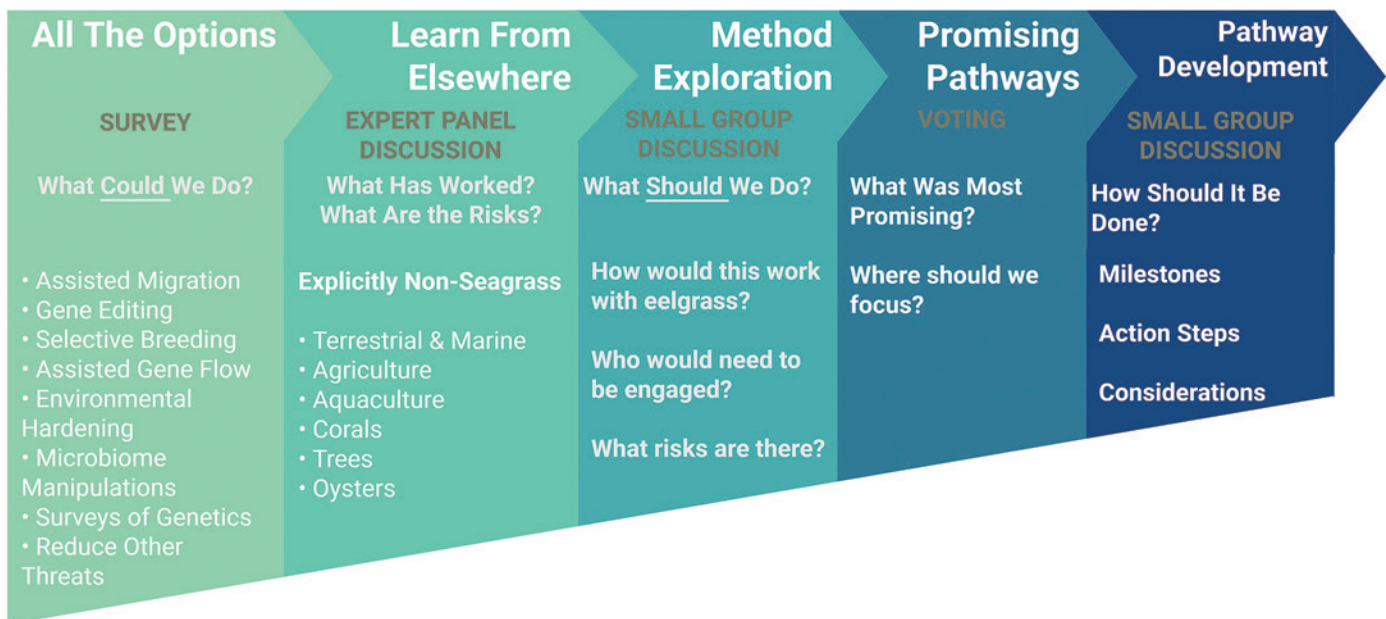 All The Options
SURVEY
What Could We Do?
• Assisted Migration
• Gene Editing
• Selective Breeding
• Assisted Gene Flow
• Environmental
Hardening
• Microbiome
Manipulations
• Surveys of Genetics
• Reduce Other
Threats
Learn From
Elsewhere
EXPERT PANEL
DISCUSSION
What Has Worked?
What Are the Risks?
Explicitly Non-Seagrass
• Terrestrial & Marine
• Agriculture
• Aquaculture
• Corals
• Trees
• Oysters
Method
Exploration
SMALL GROUP
DISCUSSION
What Should We Do?
How would this work
with eelgrass?
Who would need to
be engaged?
What risks are there?
Promising
Pathways
VOTING
What Was Most
Promising?
Where should we
focus?
Pathway
Development
SMALL GROUP
DISCUSSION
How Should It Be
Done?
Milestones
Action Steps
Considerations